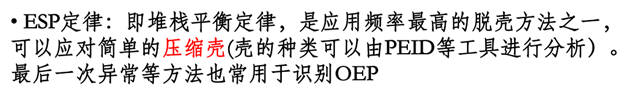 • ESP定律：即堆栈平衡定律，是应用频率最高的脱壳方法之一，
可以应对简单的压缩壳(壳的种类可以由PEID等工具进行分析）。
最后一次异常等方法也常用于识别OEP